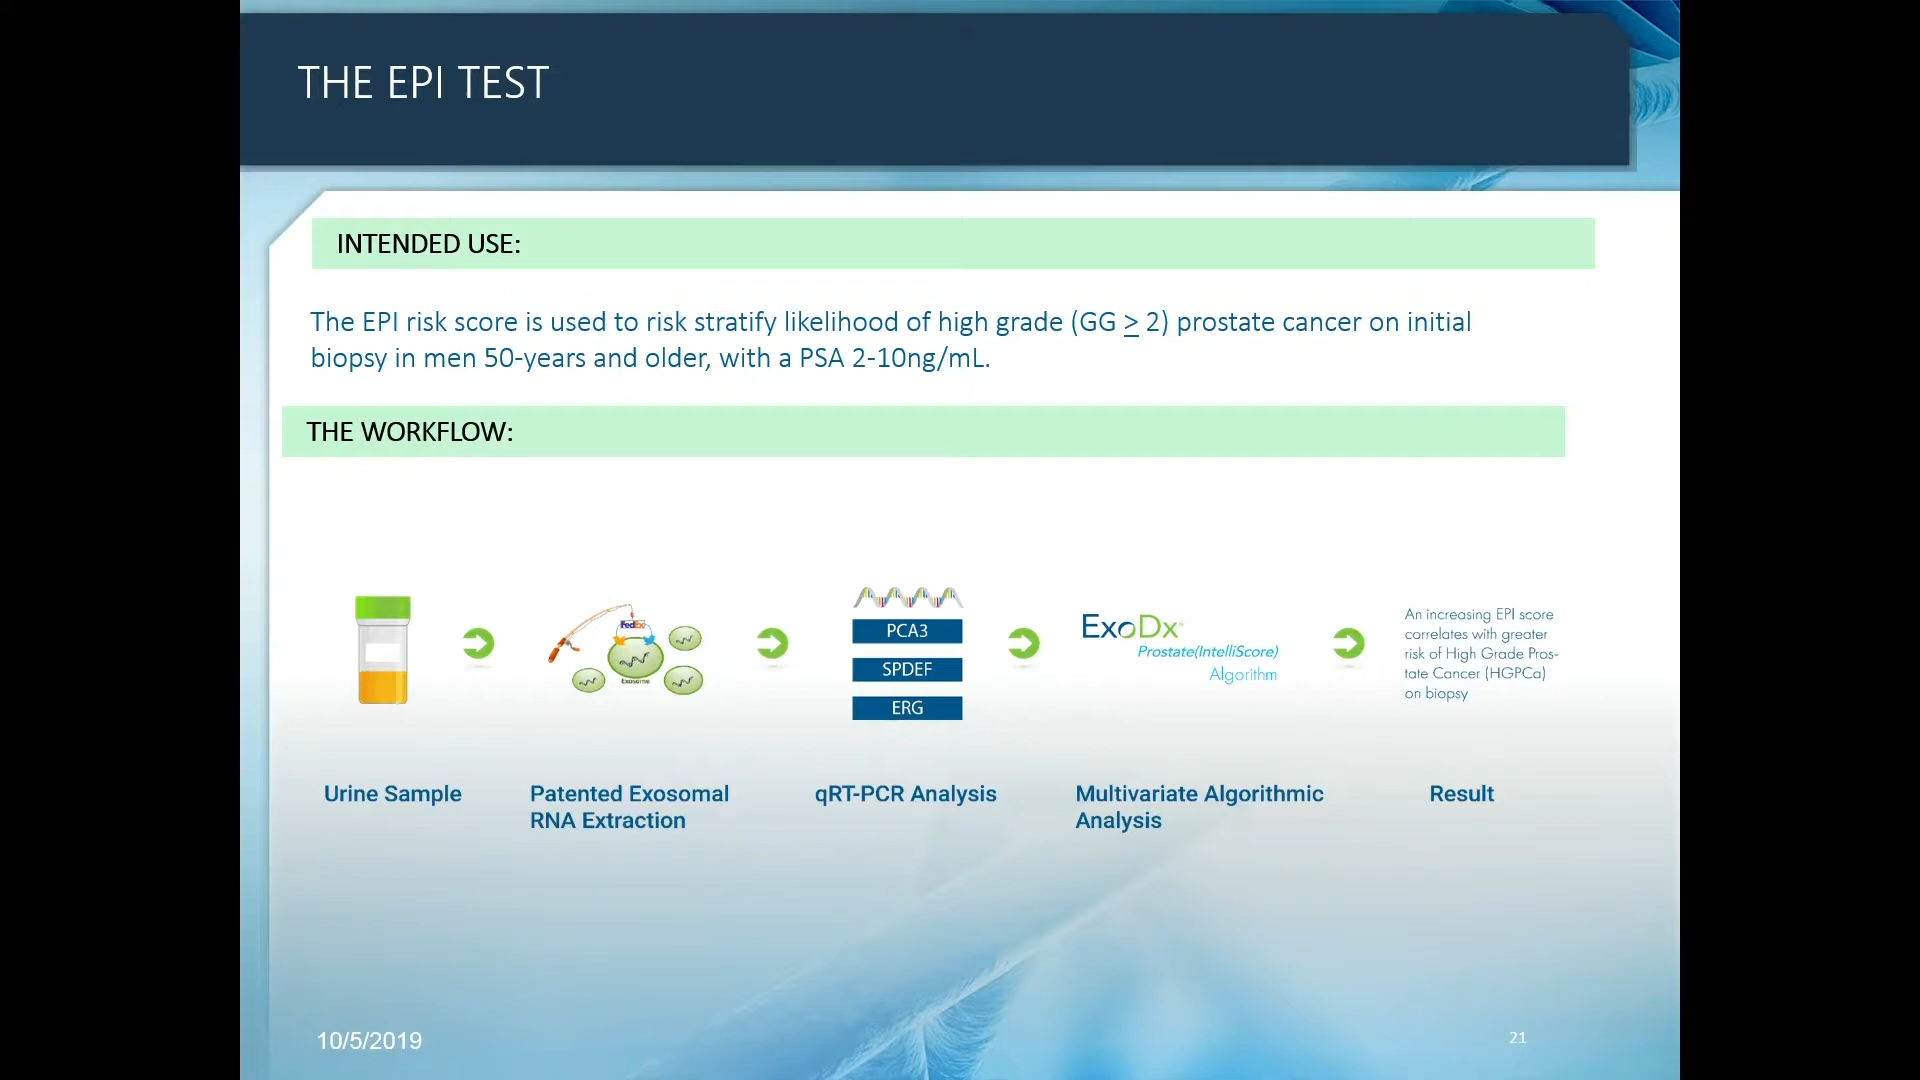 THE EPI TEST
INTENDED USE:
The EPI risk score is used to risk stratify likelihood of high grade (GG > 2) prostate cancer on initial
biopsy in men 50-years and older, with a PSA 2-10ng/mL.
THE WORKFLOW:
FedEx
Exosome
PCA3
SPDEF
ERG
ExoDx™
Prostate(IntelliScore)
Algorithm
An increasing EPI score
correlates with greater
risk of High Grade Pros-
tate Cancer (HGPCa)
on biopsy
Urine Sample
Patented Exosomal
RNA Extraction
qRT-PCR Analysis
Multivariate Algorithmic
Analysis
Result
10/5/2019
21